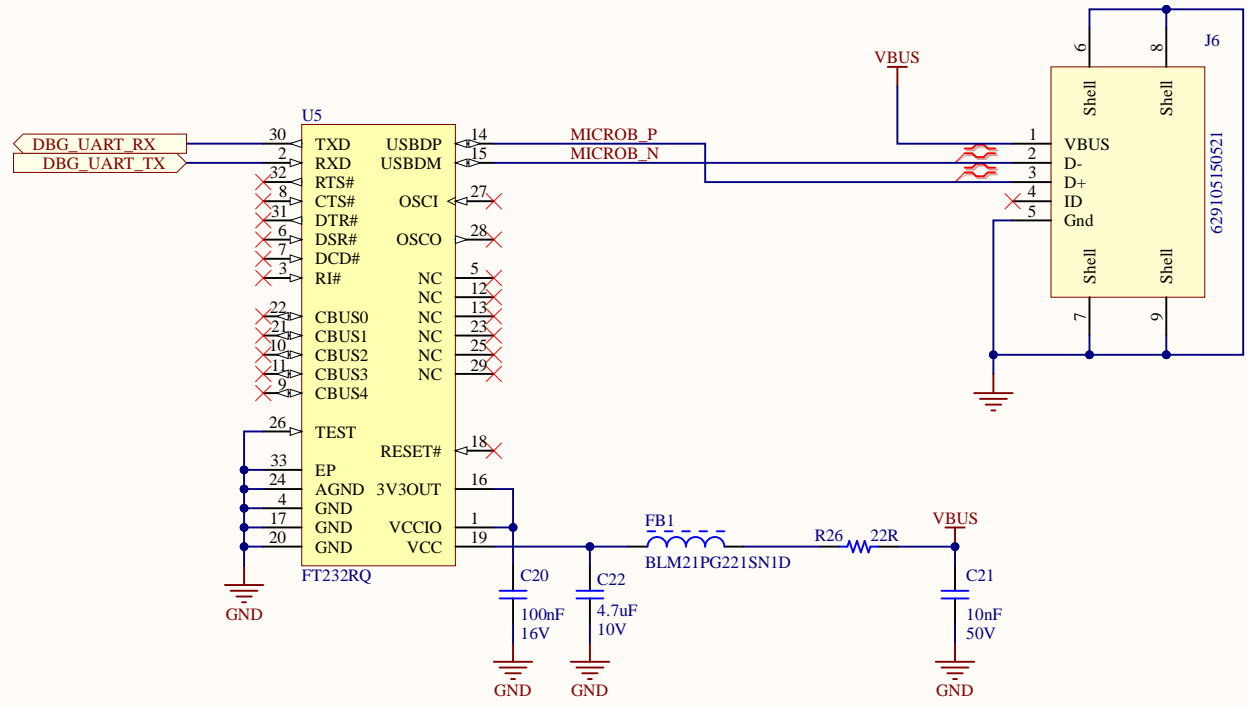 J6
6
8
VBUS
Shell
Shell
U5
DBG_UART_RX
30
TXD
USBDP
14
MICROB_P
1
VBUS
DBG_UART_TX
2
RXD
USBDM
15
MICROB_N
2
D-
32
RTS#
3
D+
8
CTS#
OSCI
27
4
ID
31
DTR#
5
Gnd
6
DSR#
OSCO
28
7
DCD#
3
RI#
NC
5
NC
12
22
CBUS0
NC
13
21
CBUS1
NC
23
10
CBUS2
NC
25
11
CBUS3
NC
29
9
CBUS4
Shell
Shell
7
9
629105150521
26
TEST
RESET#
18
33
EP
24
AGND
3V3OUT
16
4
GND
17
GND
VCCIO
1
20
GND
VCC
19
FT232RQ
GND
FB1
BLM21PG221SN1D
R26
22R
VBUS
C20
100nF
16V
GND
C22
4.7uF
10V
GND
C21
10nF
50V
GND